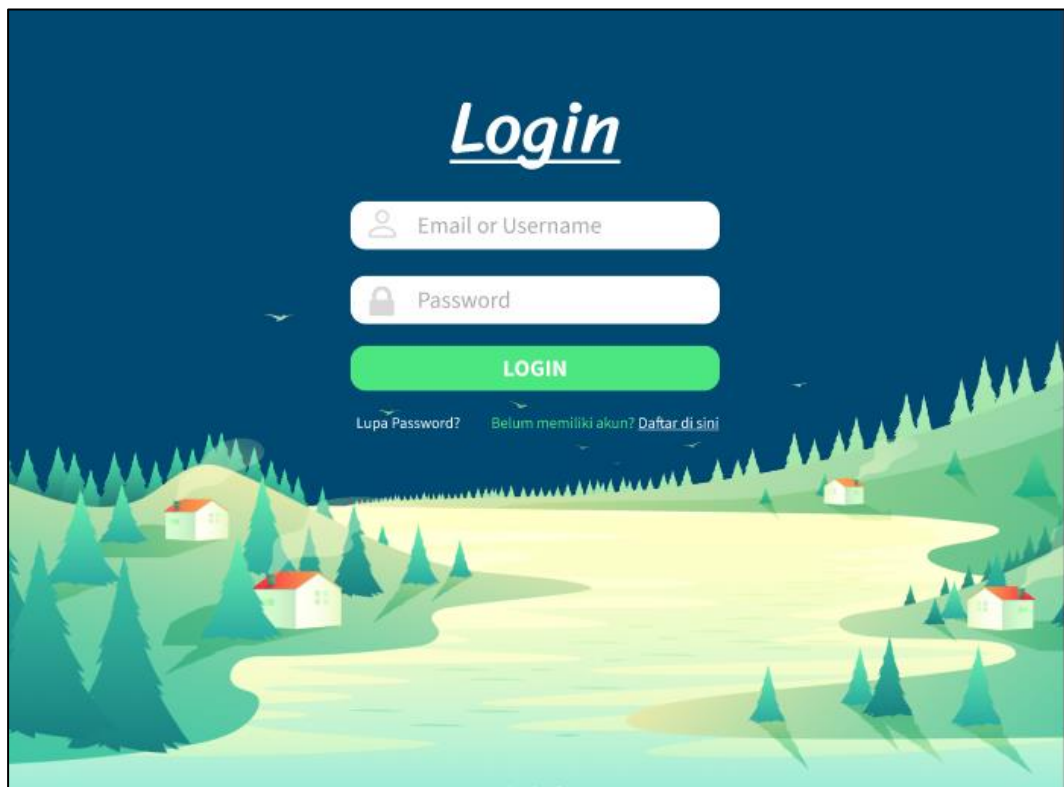 Login
Email or Username
Password
LOGIN
Lupa Password? Belum memiliki akun? Daftar di sini